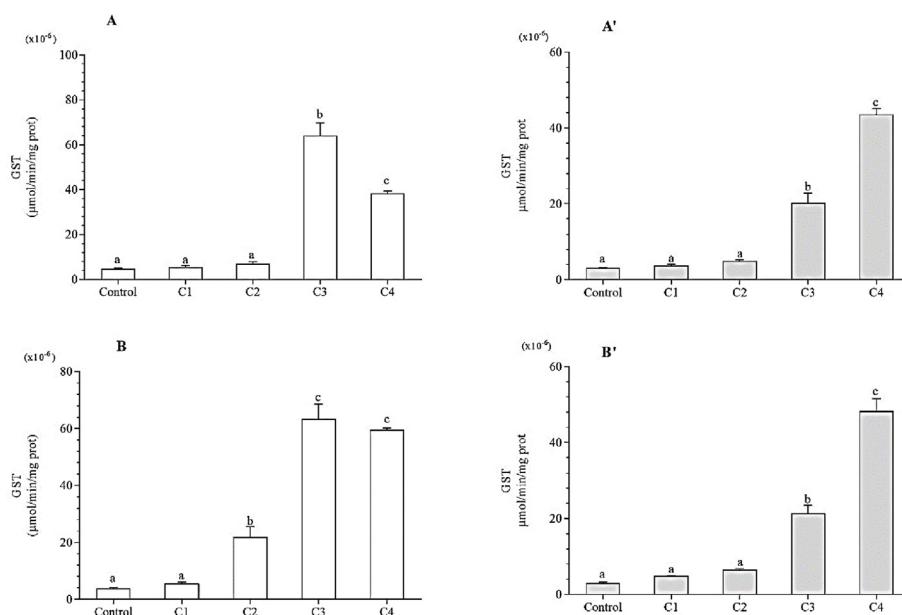 A
(x10-6)
GST
(µmol/min/mg prot)
100
80
60
40
20
0
a
a
a
b
c
Control
C1
C2
C3
C4
A'
(x10-6)
GST
µmol/min/mg prot
60
40
20
0
a
a
a
b
c
Control
C1
C2
C3
C4
B
(x10-6)
GST
(µmol/min/mg prot)
80
60
40
20
0
a
a
b
c
c
Control
C1
C2
C3
C4
B'
(x10-6)
GST
µmol/min/mg prot
60
40
20
0
a
a
a
b
c
Control
C1
C2
C3
C4